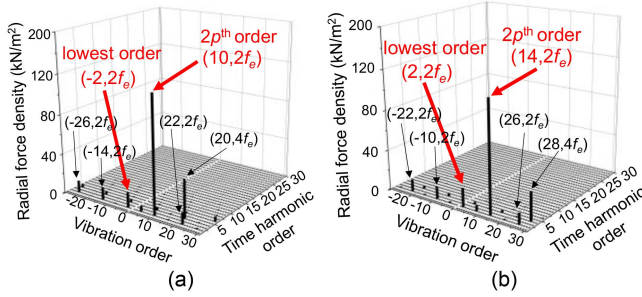 Radial force density (kN/m²)
200
160
120
80
40
0
lowest order
(-2,2fe)
2pth order
(10,2fe)
(-26,2fe)
(-14,2fe)
(22,2fe)
(20,4fe)
-20
-10
0
10
20
30
Vibration order
5
10
15
20
25
30
Time harmonic
order
(a)
Radial force density (kN/m²)
200
160
120
80
40
0
lowest order
(2,2fe)
2pth order
(14,2fe)
(-22,2fe)
(-10,2fe)
(26,2fe)
(28,4fe)
-20
-10
0
10
20
30
Vibration order
5
10
15
20
25
30
Time harmonic
order
(b)